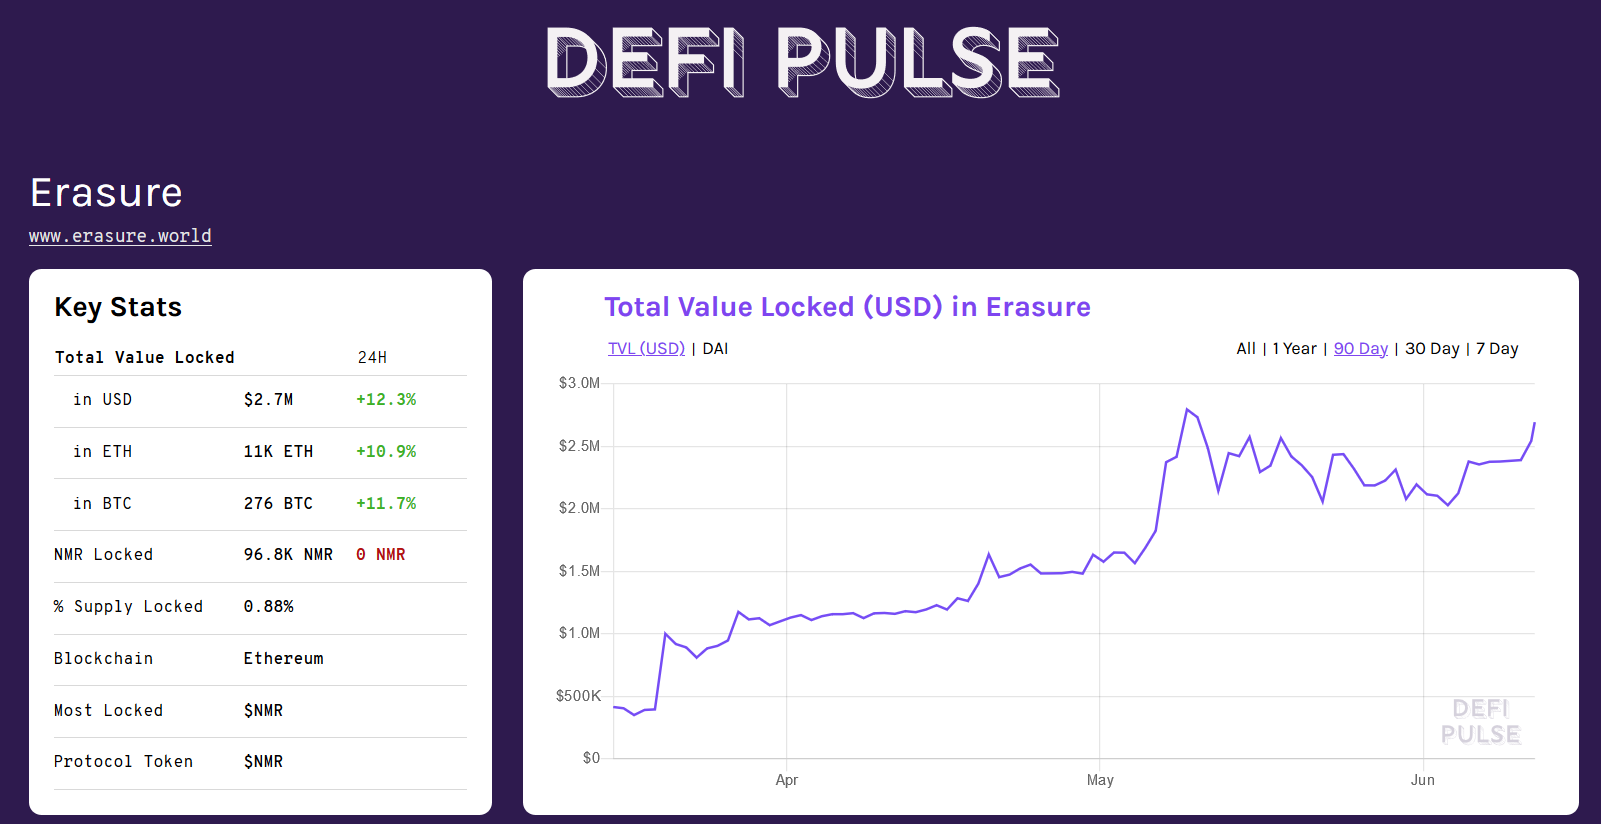 DEFI PULSE
Erasure
www.erasure.world
Key Stats
Total Value Locked 24H
in USD $2.7M +12.3%
in ETH 11K ETH +10.9%
in BTC 276 BTC +11.7%
NMR Locked 96.8K NMR 0 NMR
% Supply Locked 0.88%
Blockchain Ethereum
Most Locked $NMR
Protocol Token $NMR
Total Value Locked (USD) in Erasure
TVL (USD) | DAI All | 1 Year | 90 Day | 30 Day | 7 Day
$3.0M
$2.5M
$2.0M
$1.5M
$1.0M
$500K
$0
Apr May Jun
DEFI
PULSE